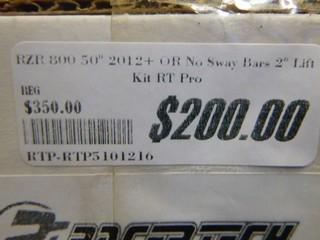 RZR 800 50" 2012+ OR No Sway Bars 2" Lift
Kit RT Pro
REG
$350.00
$200.00
RTP-RTP5101216